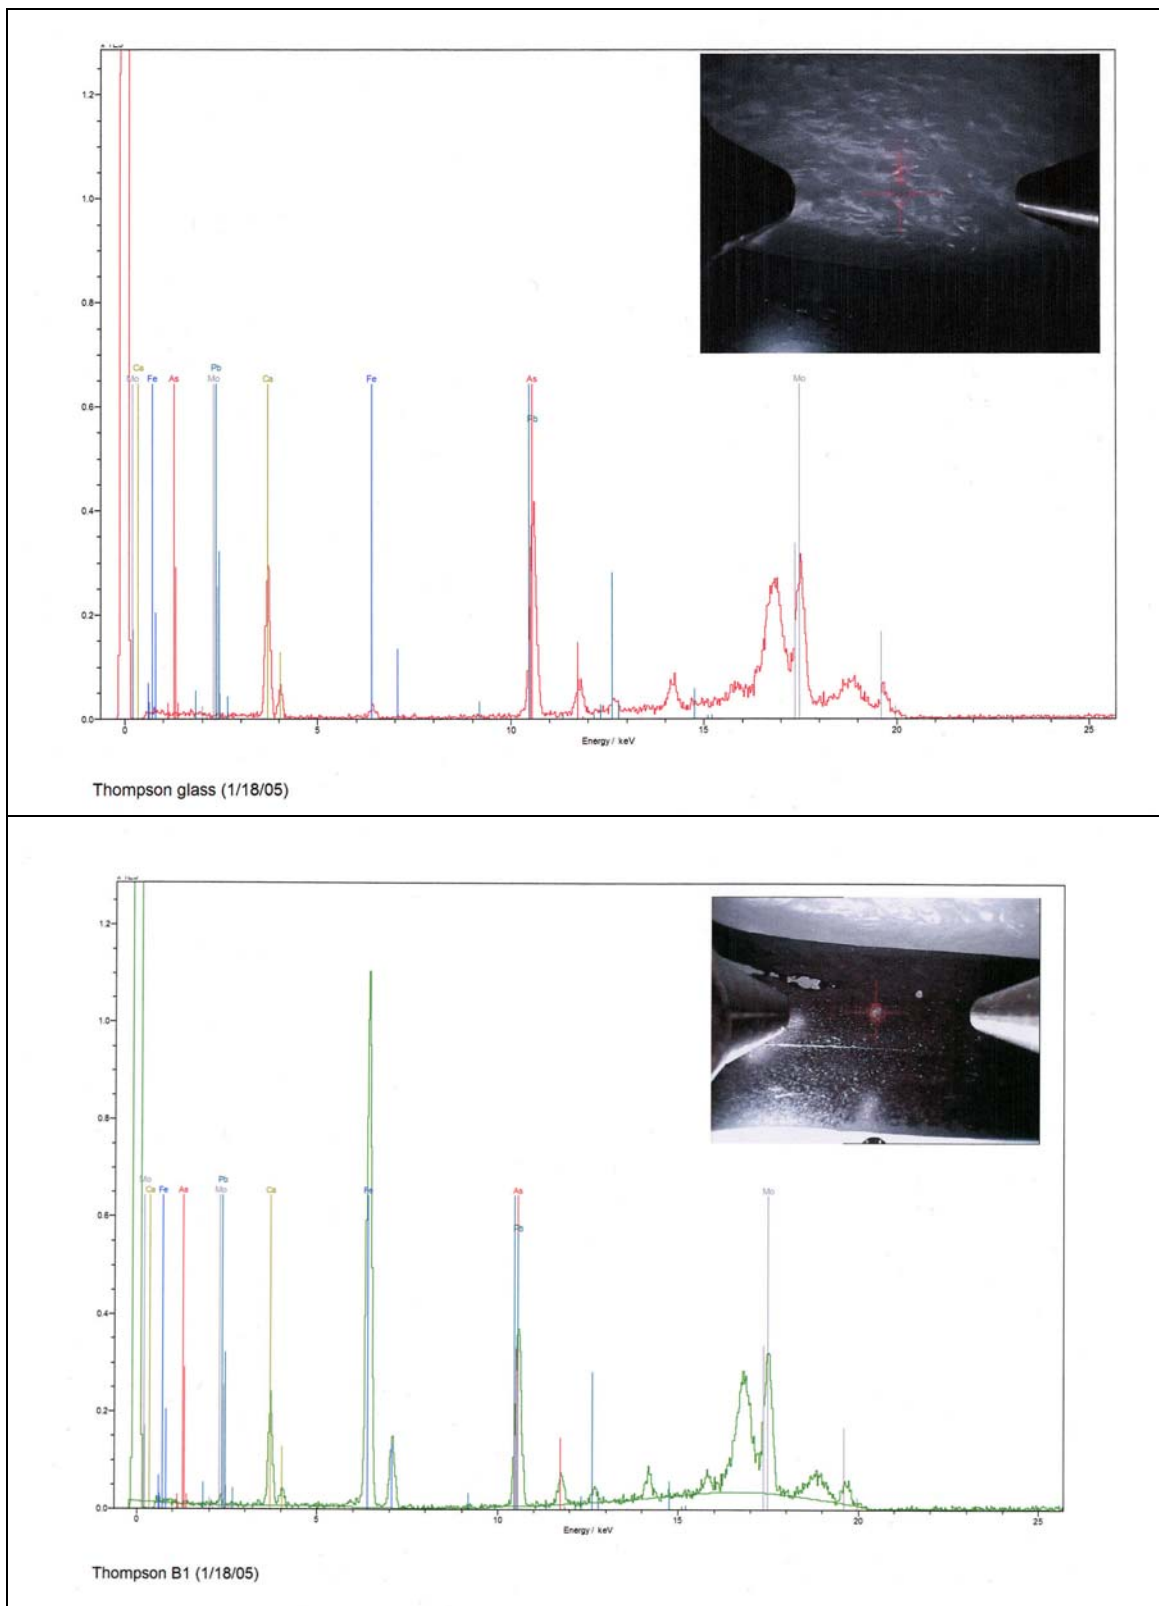 1.2
1.0
0.8
0.6
0.4
0.2
0.0
Ca Pb
Mo Fe As Mo Ca Fe As Mo
Pb
0 5 10 15 20 25
Energy / keV
Thompson glass (1/18/05)
1.2
1.0
0.8
0.6
0.4
0.2
0.0
Mo Pb
Ca Fe As Mo Ca Fe As Mo
Pb
0 5 10 15 20 25
Energy / keV
Thompson B1 (1/18/05)